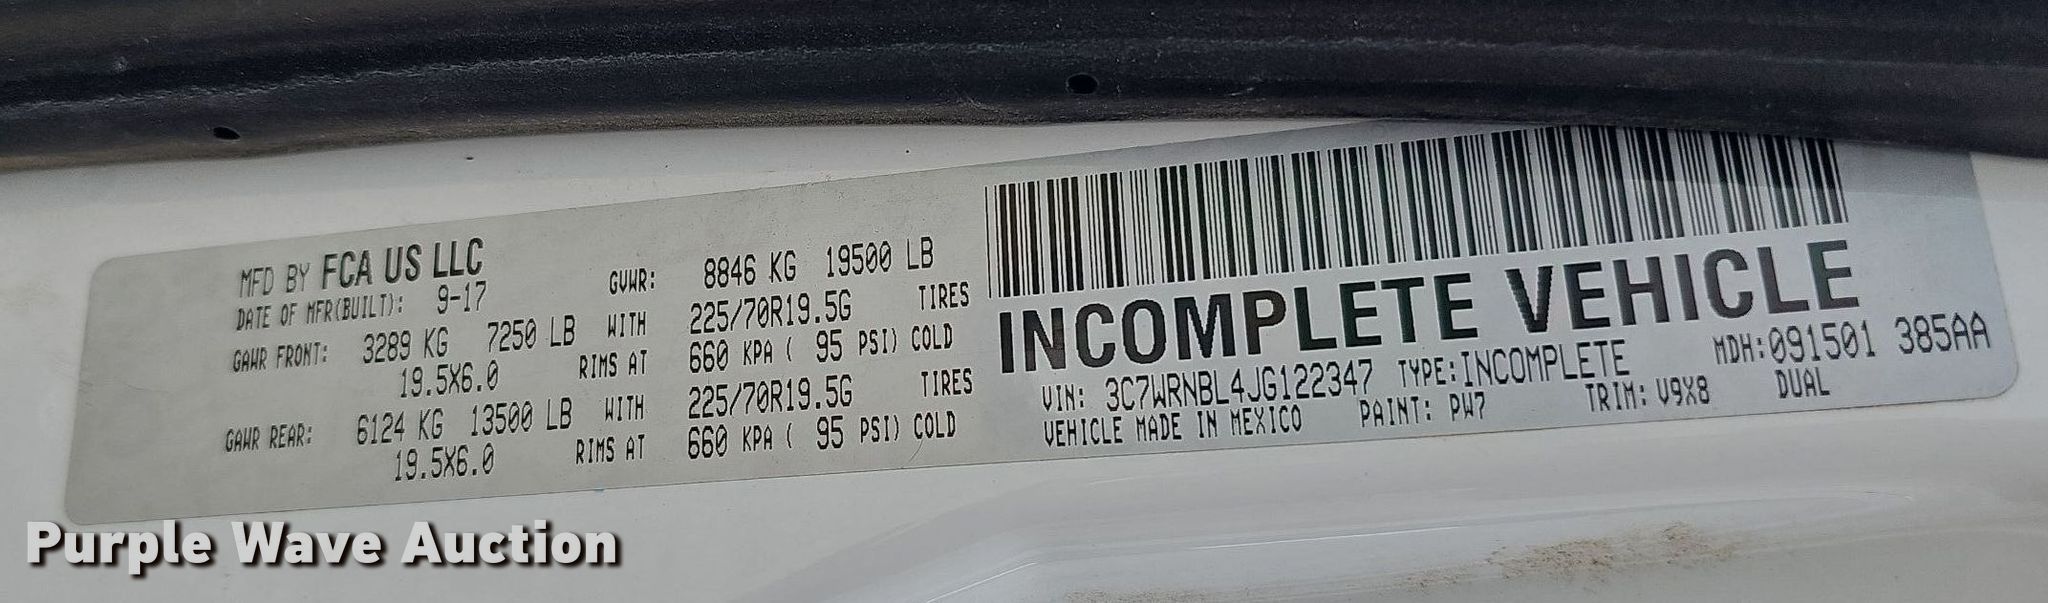 MFD BY FCA US LLC
DATE OF MFR(BUILT): 9-17
GVWR: 8846 KG 19500 LB
GAWR FRONT: 3289 KG 7250 LB WITH 225/70R19.5G TIRES
19.5X6.0 RIMS AT 660 KPA ( 95 PSI) COLD
GAWR REAR: 6124 KG 13500 LB WITH 225/70R19.5G TIRES
19.5X6.0 RIMS AT 660 KPA ( 95 PSI) COLD
INCOMPLETE VEHICLE
VIN: 3C7WRNBL4JG122347 TYPE:INCOMPLETE MDH:091501 385AA
VEHICLE MADE IN MEXICO PAINT: PW7 TRIM: V9X8 DUAL
Purple Wave Auction